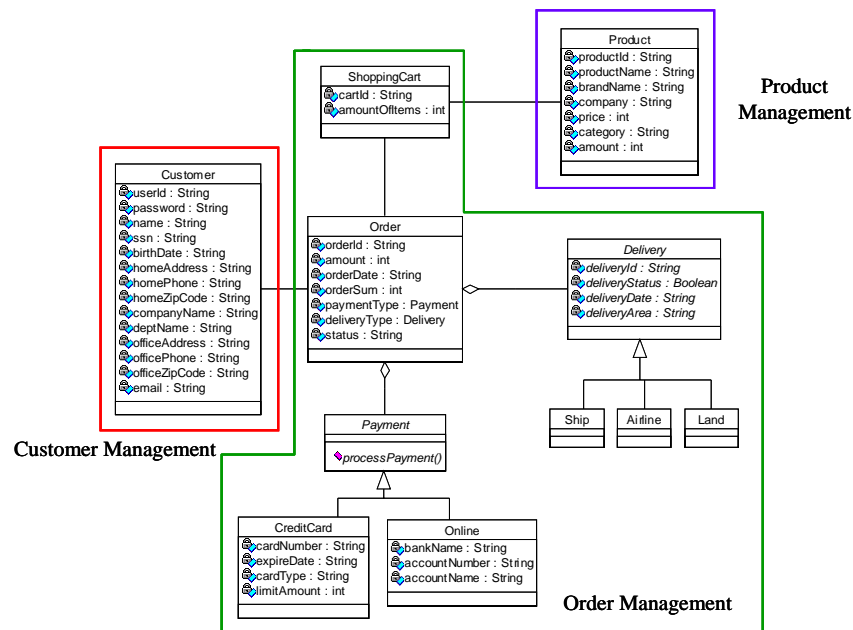 Product
productId : String
productName : String
brandName : String
company : String
price : int
category : String
amount : int
Product
Management
ShoppingCart
cartId : String
amountOfItems : int
Customer
userId : String
password : String
name : String
ssn : String
birthDate : String
homeAddress : String
homePhone : String
homeZipCode : String
companyName : String
deptName : String
officeAddress : String
officePhone : String
officeZipCode : String
email : String
Customer Management
Order
orderId : String
amount : int
orderDate : String
orderSum : int
paymentType : Payment
deliveryType : Delivery
status : String
Delivery
deliveryId : String
deliveryStatus : Boolean
deliveryDate : String
deliveryArea : String
Ship
Airline
Land
Payment
processPayment()
CreditCard
cardNumber : String
expireDate : String
cardType : String
limitAmount : int
Online
bankName : String
accountNumber : String
accountName : String
Order Management